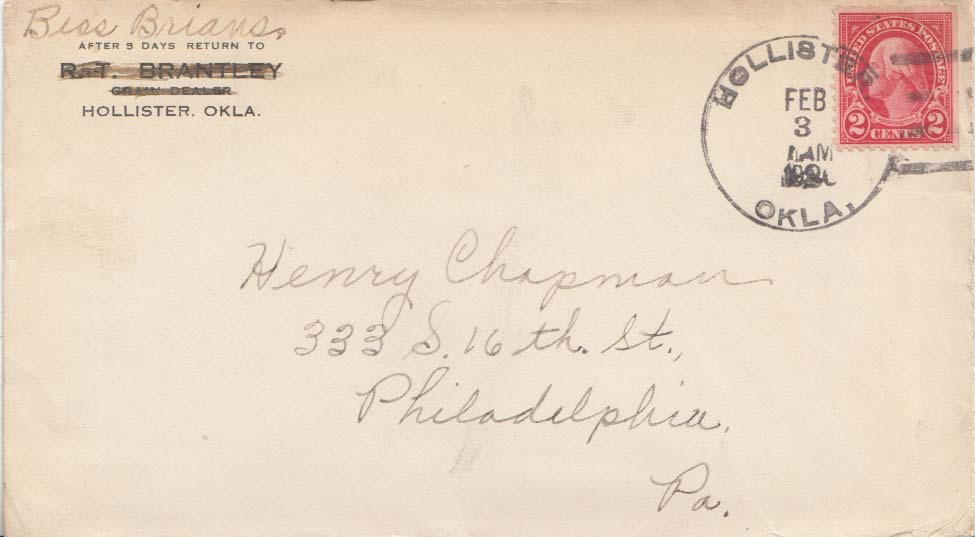 Bess Brians.
AFTER 5 DAYS RETURN TO
R. T. BRANTLEY
GRAIN DEALER
HOLLISTER, OKLA.
HOLLISTER
FEB
3
AM
OKLA.
UNITED STATES POSTAGE
2 CENTS 2
Henry Chapman
333 S. 16th. St.,
Philadelphia,
Pa.